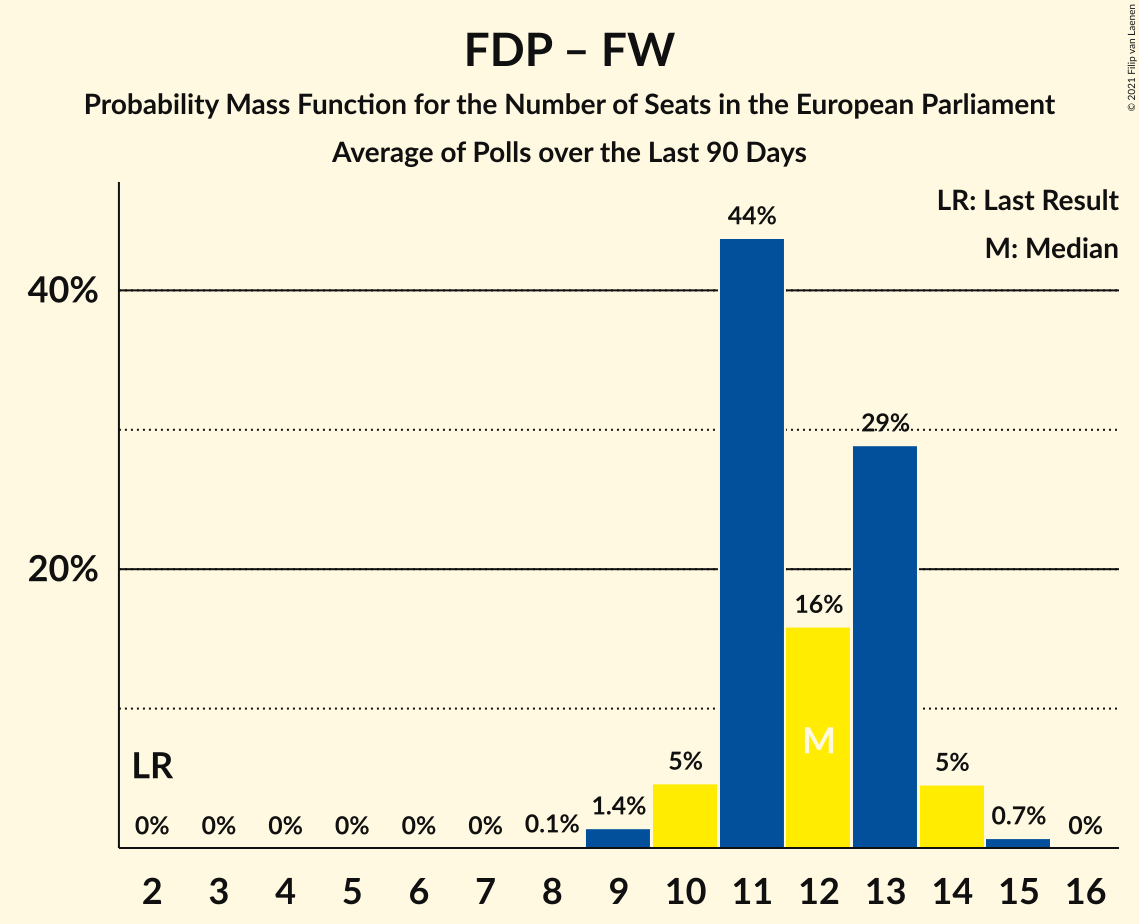 FDP – FW
Probability Mass Function for the Number of Seats in the European Parliament
Average of Polls over the Last 90 Days
© 2021 Filip van Laenen
LR: Last Result
M: Median
44%
40%
29%
20%
16%
M
LR
5%
5%
1.4%
0.7%
0% 0% 0% 0% 0% 0% 0.1% 0%
2 3 4 5 6 7 8 9 10 11 12 13 14 15 16